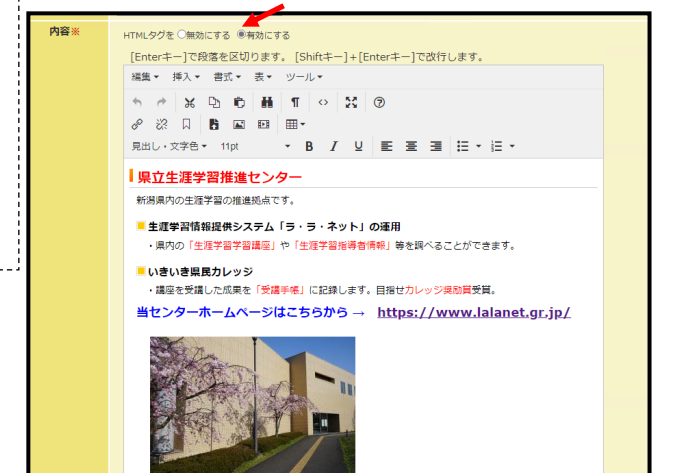 内容※
HTMLタグを 無効にする 有効にする
[Enterキー]で段落を区切ります。 [Shiftキー]+[Enterキー]で改行します。
編集 挿入 書式 表 ツール
見出し・文字色 11pt B I U
県立生涯学習推進センター
新潟県内の生涯学習の推進拠点です。
生涯学習情報提供システム「ラ・ラ・ネット」の運用
・県内の「生涯学習学習講座」や「生涯学習指導者情報」等を調べることができます。
いきいき県民カレッジ
・講座を受講した成果を「受講手帳」に記録します。目指せカレッジ奨励賞受賞。
当センターホームページはこちらから → https://www.lalanet.gr.jp/